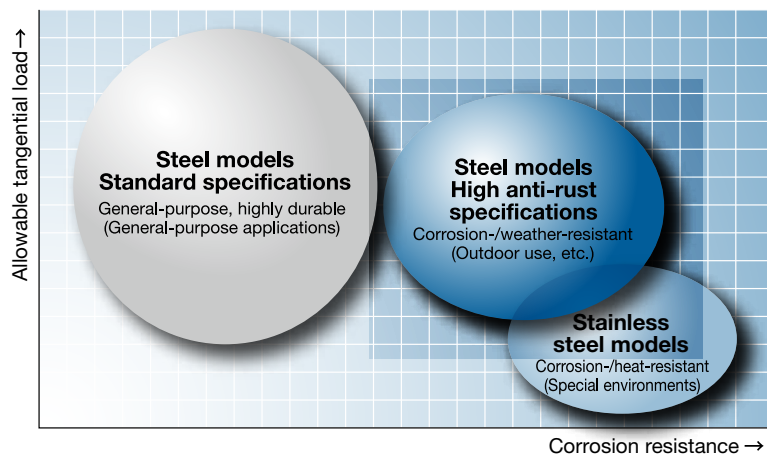 Allowable tangential load →
Steel models
Standard specifications
General-purpose, highly durable
(General-purpose applications)
Steel models
High anti-rust
specifications
Corrosion-/weather-resistant
(Outdoor use, etc.)
Stainless
steel models
Corrosion-/heat-resistant
(Special environments)
Corrosion resistance →